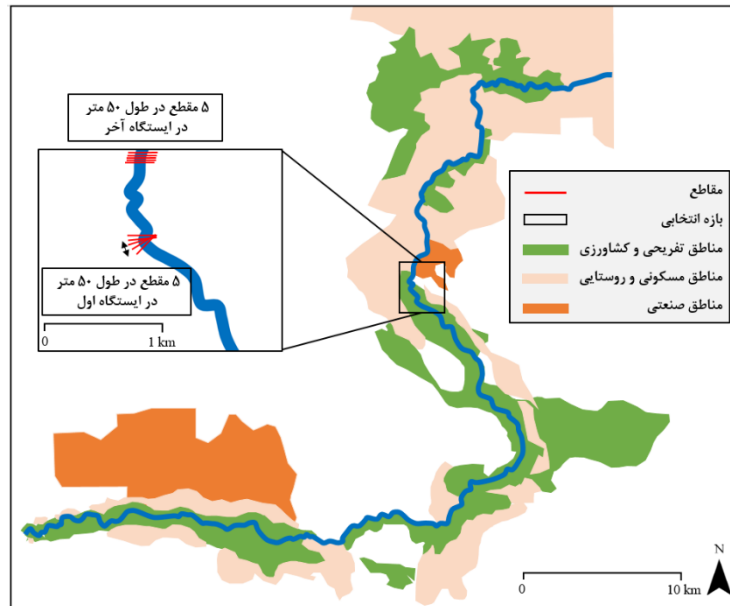 ۵ مقطع در طول ۵۰ متر
در ایستگاه آخر
۵ مقطع در طول ۵۰ متر
در ایستگاه اول
0
1 km
مقاطع
بازه انتخابی
مناطق تفریحی و کشاورزی
مناطق مسکونی و روستایی
مناطق صنعتی
N
0
10 km